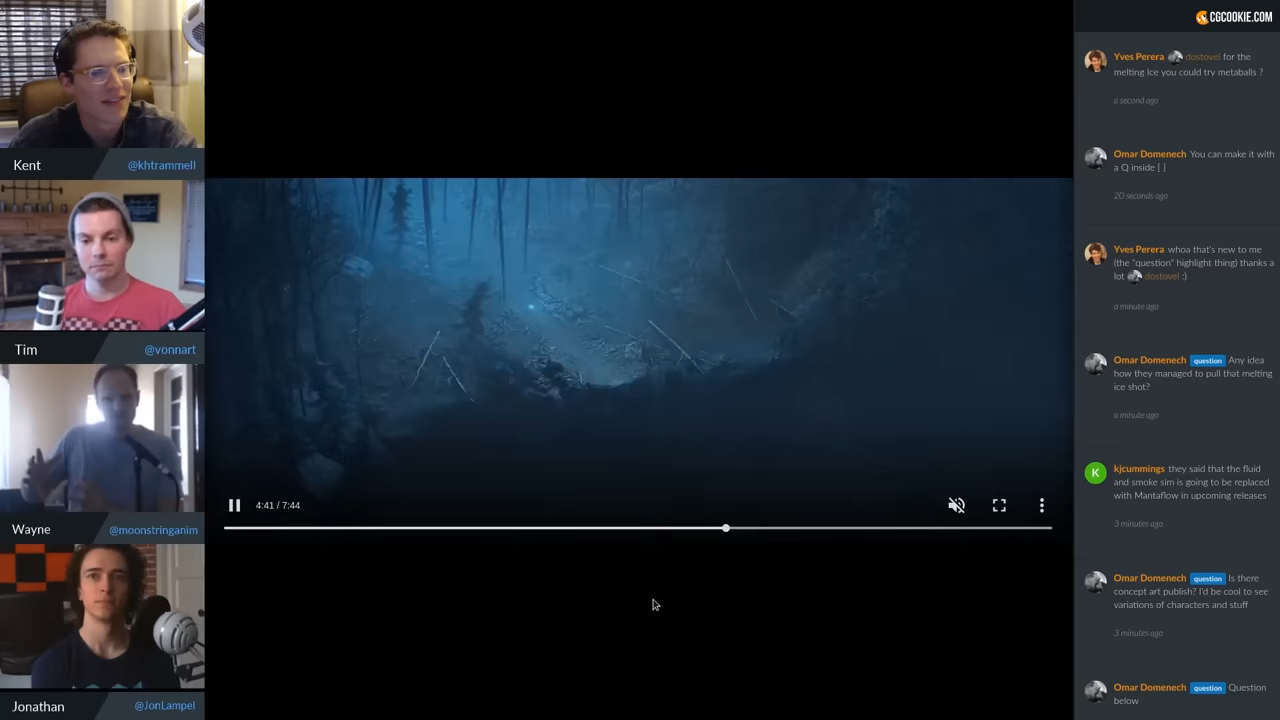 Kent @khtrammell
Tim @vonnart
Wayne @moonstringanim
Jonathan @JonLampel
4:41 / 7:44
CGCOOKIE.COM
Yves Perera dostovel for the
melting ice you could try metaballs ?
a second ago
Omar Domenech You can make it with
a Q inside [ ]
20 seconds ago
Yves Perera whoa that's new to me
(the "question" highlight thing) thanks a
lot dostovel :)
a minute ago
Omar Domenech question Any idea
how they managed to pull that melting
ice shot?
a minute ago
K
kjcummings they said that the fluid
and smoke sim is going to be replaced
with Mantaflow in upcoming releases
3 minutes ago
Omar Domenech question Is there
concept art publish? I'd be cool to see
variations of characters and stuff
3 minutes ago
Omar Domenech question Question
below